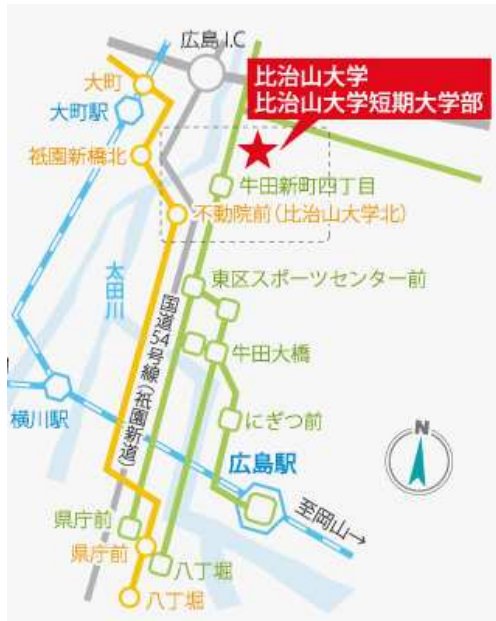 広島 I.C
大町
大町駅
比治山大学
比治山大学短期大学部
祇園新橋北
牛田新町四丁目
不動院前(比治山大学北)
太田川
東区スポーツセンター前
国道54号線(祇園新道)
牛田大橋
横川駅
にぎつ前
N
広島駅
至岡山→
県庁前
県庁前
八丁堀
八丁堀